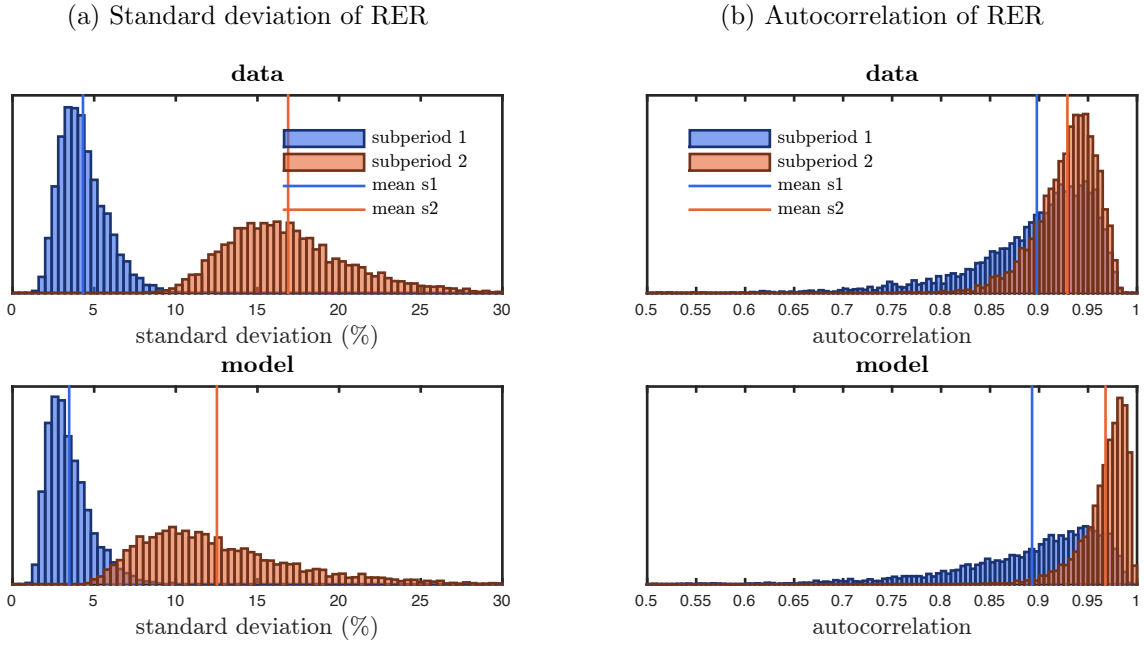 (a) Standard deviation of RER
(b) Autocorrelation of RER
data
subperiod 1
subperiod 2
mean s1
mean s2
0 5 10 15 20 25 30
standard deviation (%)
data
subperiod 1
subperiod 2
mean s1
mean s2
0.5 0.55 0.6 0.65 0.7 0.75 0.8 0.85 0.9 0.95 1
autocorrelation
model
0 5 10 15 20 25 30
standard deviation (%)
model
0.5 0.55 0.6 0.65 0.7 0.75 0.8 0.85 0.9 0.95 1
autocorrelation